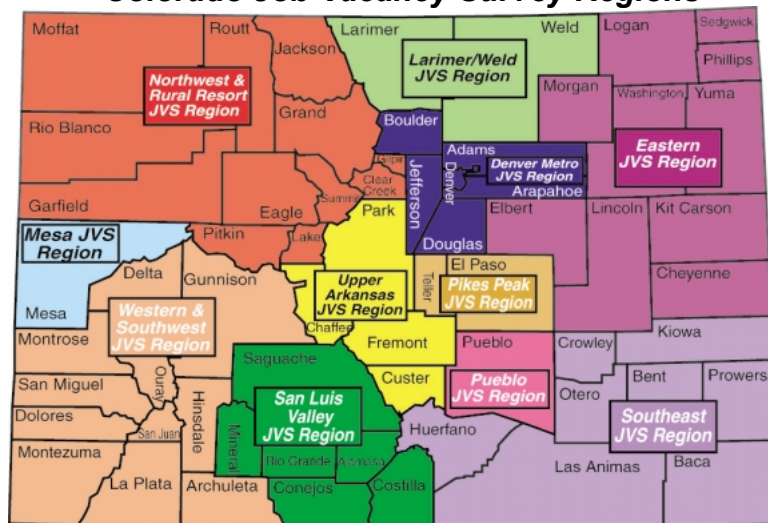 Colorado Job Vacancy Survey Regions
Moffat
Routt
Jackson
Larimer
Weld
Logan
Sedgwick
Phillips
Northwest &
Rural Resort
JVS Region
Larimer/Weld
JVS Region
Morgan
Washington
Yuma
Grand
Rio Blanco
Boulder
Eastern
JVS Region
Adams
Denver
Denver Metro
JVS Region
Arapahoe
Gilpin
Clear
Creek
Jefferson
Garfield
Eagle
Summit
Park
Elbert
Lincoln
Kit Carson
Mesa JVS
Region
Pitkin
Lake
Douglas
Delta
Gunnison
Teller
El Paso
Pikes Peak
JVS Region
Cheyenne
Upper
Arkansas
JVS Region
Mesa
Western &
Southwest
JVS Region
Chaffee
Montrose
Fremont
Pueblo
Crowley
Kiowa
Saguache
San Miguel
Ouray
Hinsdale
Custer
Pueblo
JVS Region
Otero
Bent
Prowers
San Luis
Valley
JVS Region
Dolores
San Juan
Mineral
Huerfano
Southeast
JVS Region
Montezuma
Rio Grande
Alamosa
Las Animas
Baca
La Plata
Archuleta
Conejos
Costilla